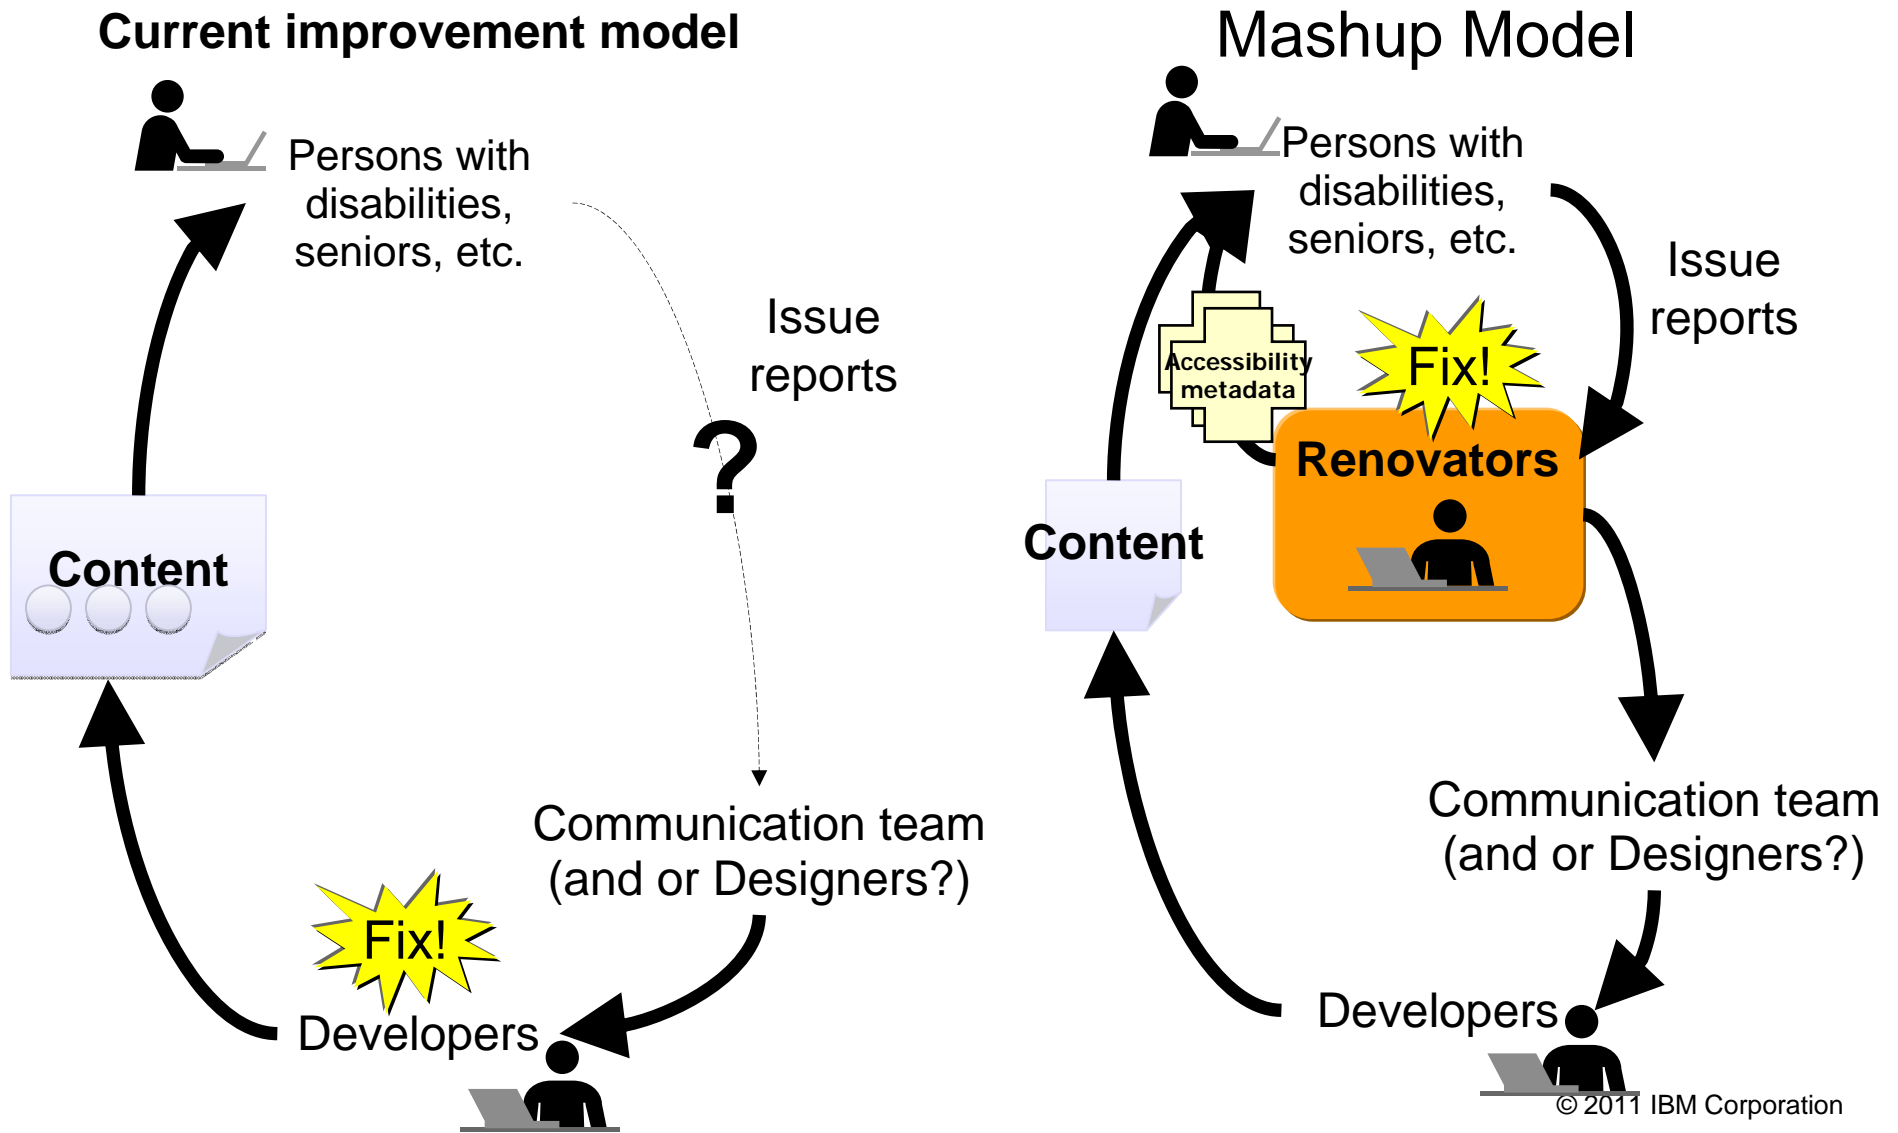 Current improvement model
Persons with
disabilities,
seniors, etc.
Issue
reports
?
Content
Communication team
(and or Designers?)
Fix!
Developers
Mashup Model
Persons with
disabilities,
seniors, etc.
Issue
reports
Accessibility
metadata
Fix!
Renovators
Content
Communication team
(and or Designers?)
Developers
© 2011 IBM Corporation